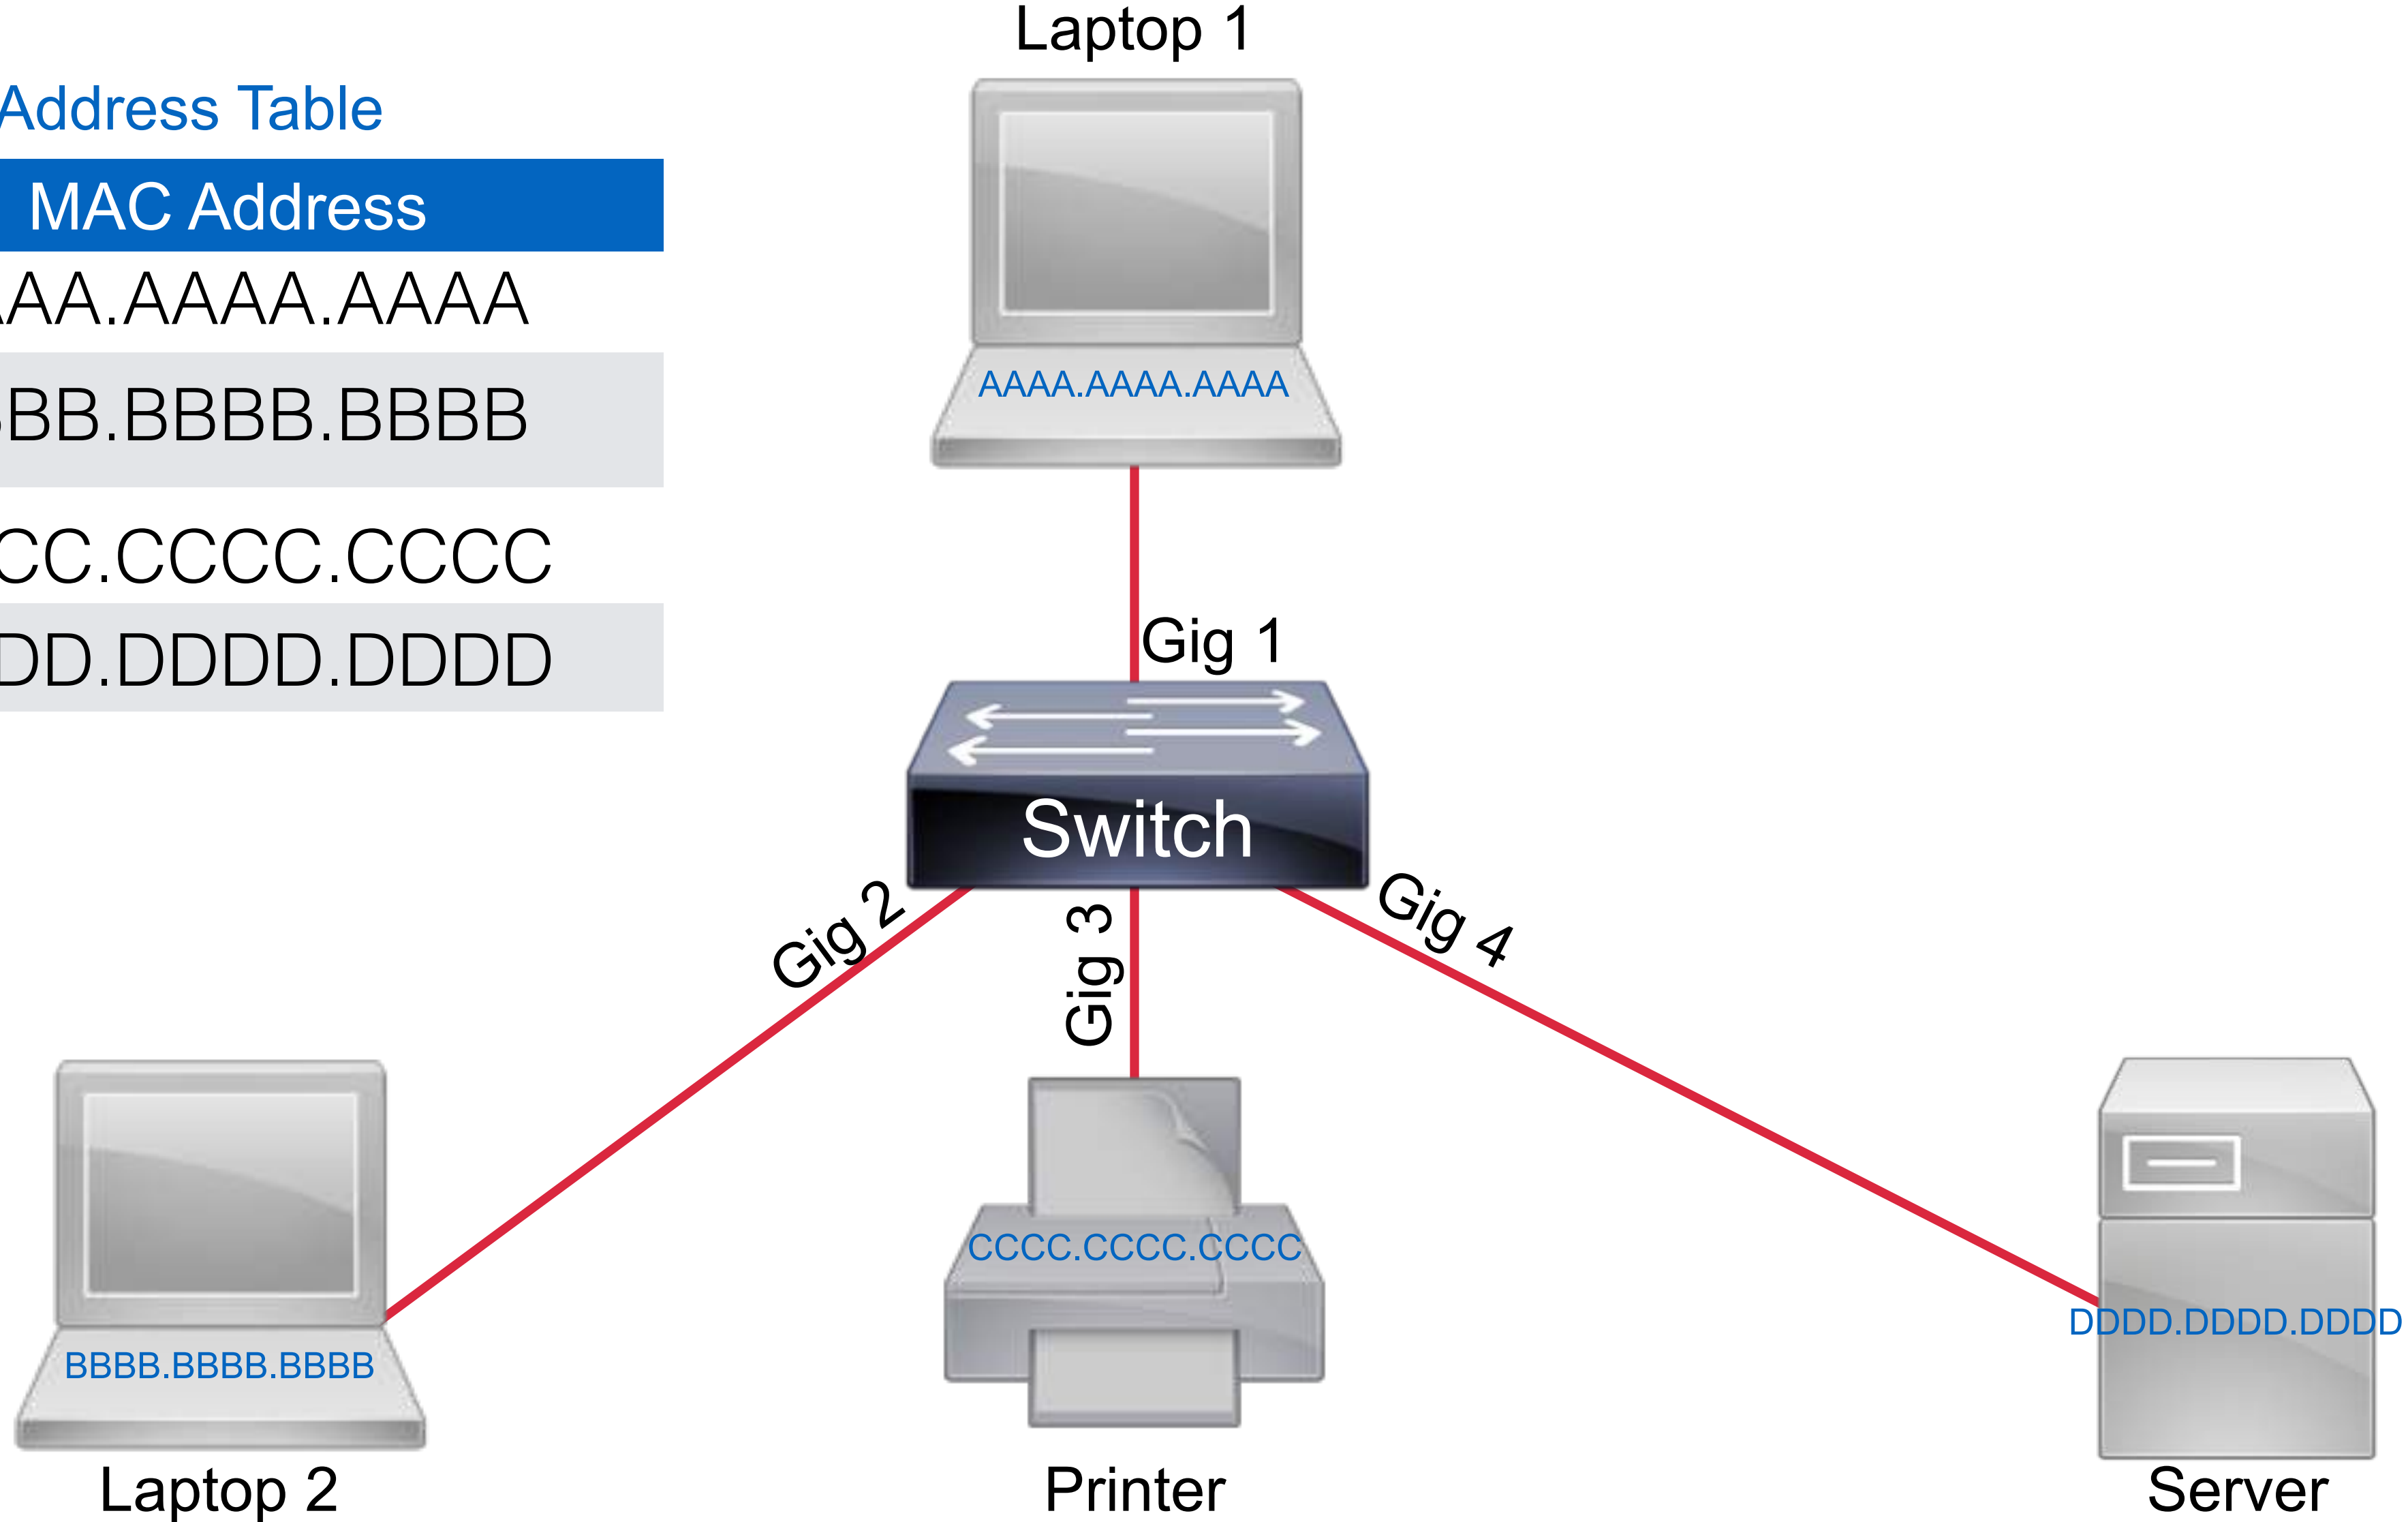 Laptop 1
Address Table
MAC Address
AA.AAAA.AAAA
BB.BBBB.BBBB
CC.CCCC.CCCC
DD.DDDD.DDDD
AAAA.AAAA.AAAA
Gig 1
Switch
Gig 2
Gig 3
Gig 4
BBBB.BBBB.BBBB
CCCC.CCCC.CCCC
DDDD.DDDD.DDDD
Laptop 2
Printer
Server